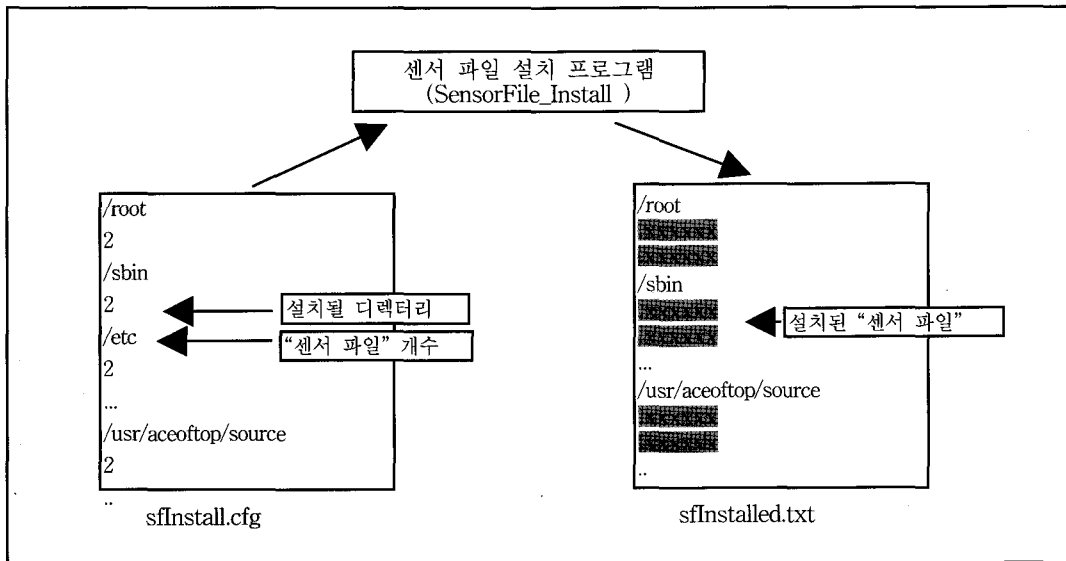 센서 파일 설치 프로그램
(SensorFile_Install )
/root
2
/sbin
2
/etc
2
...
/usr/aceoftop/source
2
..
설치될 디렉터리
“센서 파일” 개수
sfInstall.cfg
/root
/sbin
...
/usr/aceoftop/source
..
설치된 “센서 파일”
sfInstalled.txt